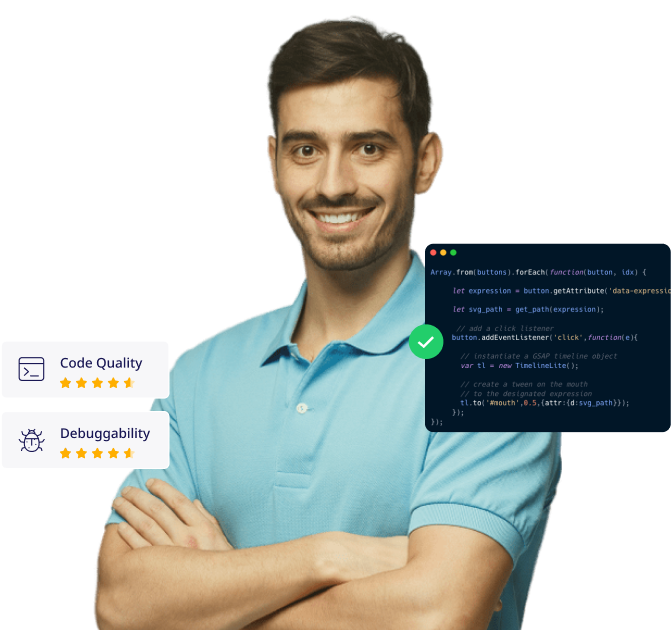 Array.from(buttons).forEach(function(button, idx) {
let expression = button.getAttribute('data-expressio
let svg_path = get_path(expression);
// add a click listener
button.addEventListener('click',function(e){
// instantiate a GSAP timeline object
var tl = new TimelineLite();
// create a tween on the mouth
// to the designated expression
tl.to('#mouth',0.5,{attr:{d:svg_path}});
});
});
Code Quality
Debuggability